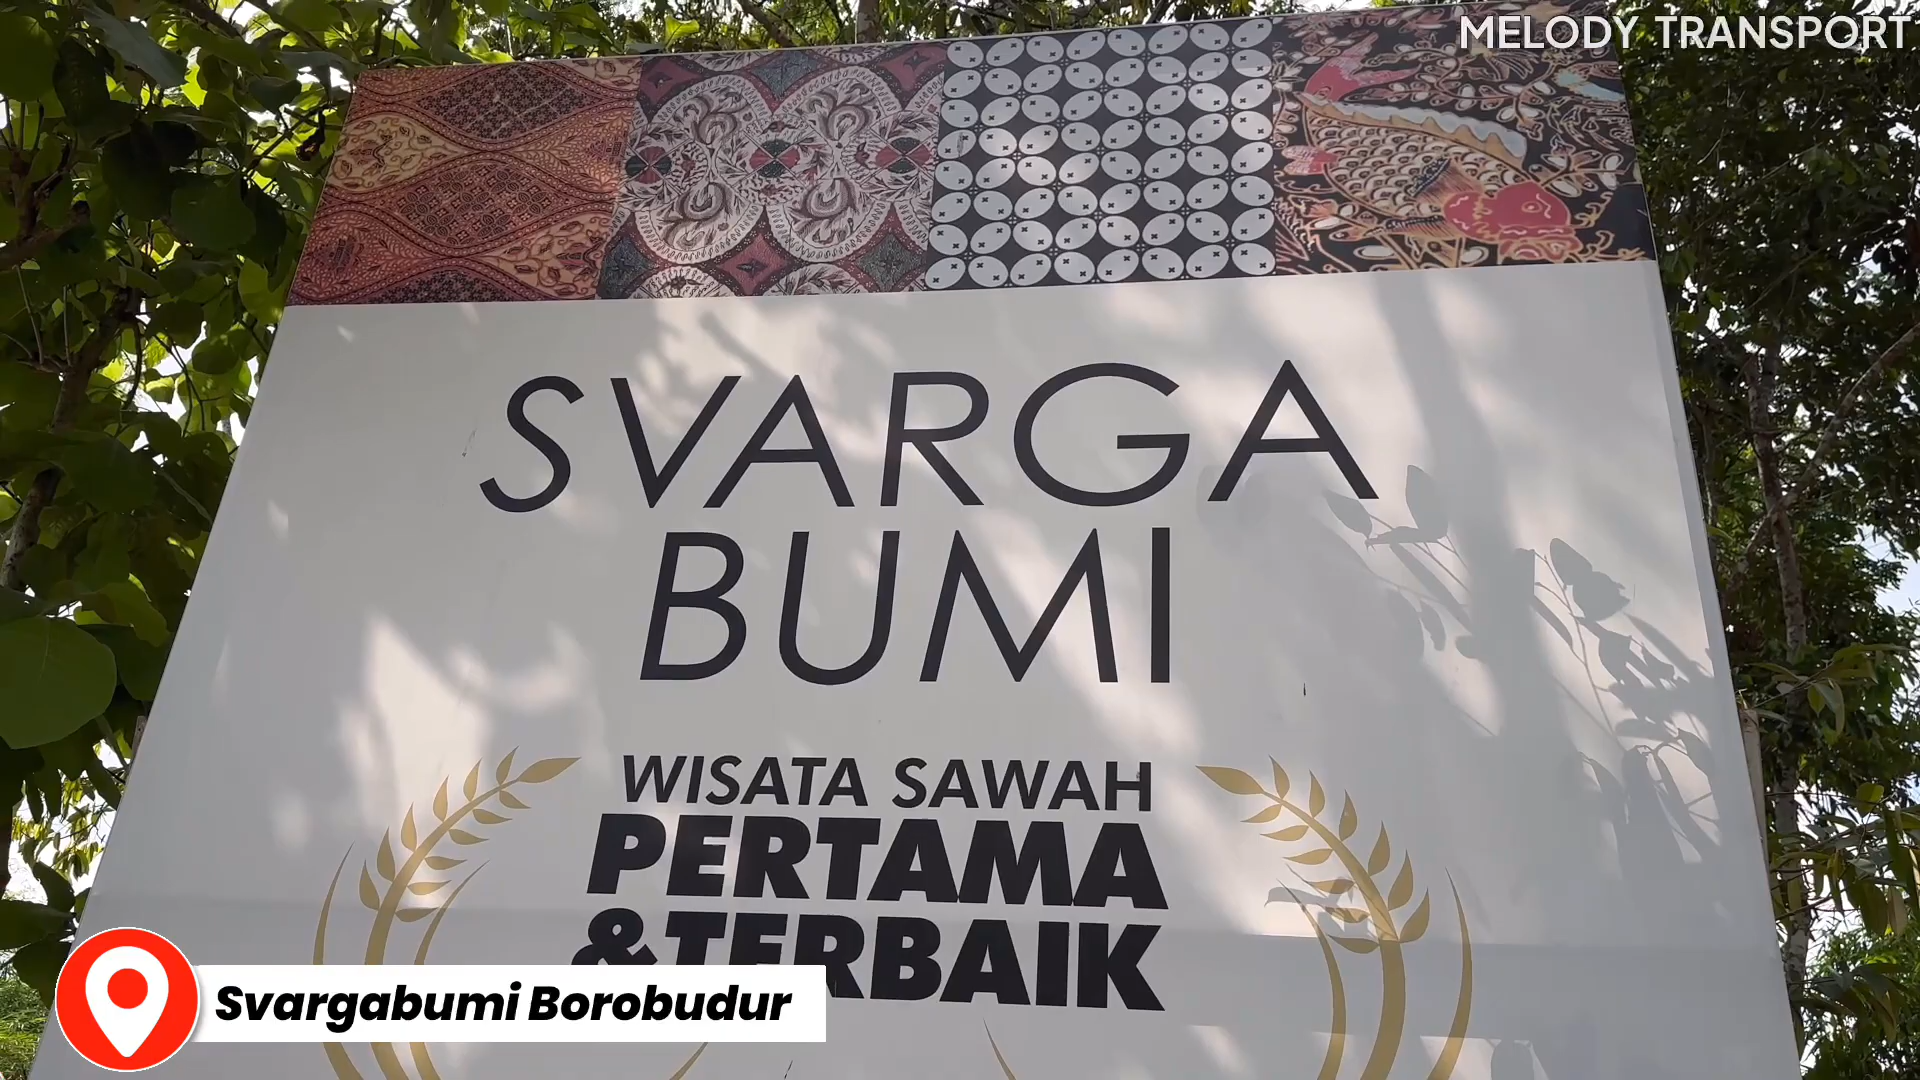 MELODY TRANSPORT
SVARGA
BUMI
WISATA SAWAH
PERTAMA
&TERBAIK
Svargabumi Borobudur